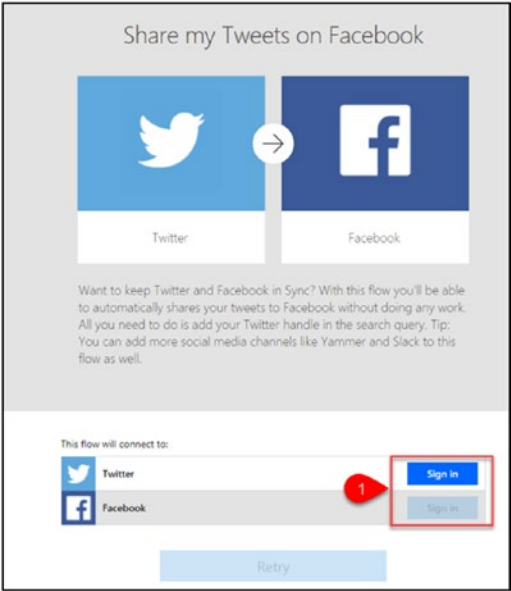 Share my Tweets on Facebook
Twitter
Facebook
Want to keep Twitter and Facebook in Sync? With this flow you'll be able
to automatically shares your tweets to Facebook without doing any work.
All you need to do is add your Twitter handle in the search query. Tip:
You can add more social media channels like Yammer and Slack to this
flow as well.
This flow will connect to:
Twitter
Sign in
1
Facebook
Sign in
Retry